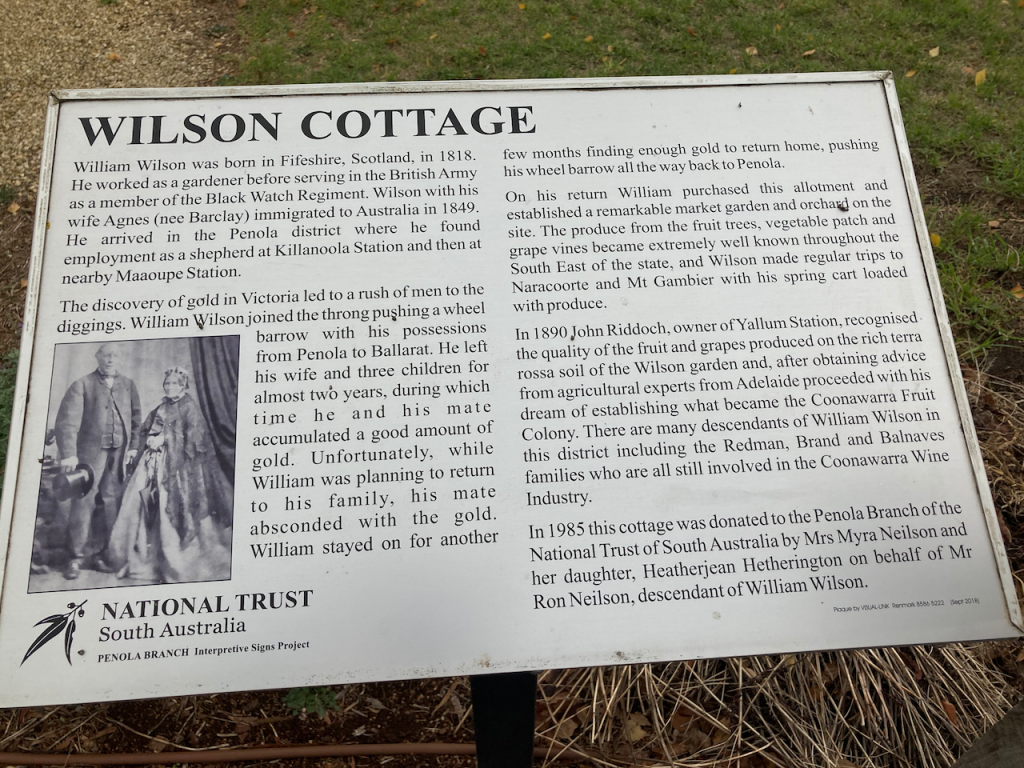 WILSON COTTAGE
William Wilson was born in Fifeshire, Scotland, in 1818.
He worked as a gardener before serving in the British Army
as a member of the Black Watch Regiment. Wilson with his
wife Agnes (nee Barclay) immigrated to Australia in 1849.
He arrived in the Penola district where he found
employment as a shepherd at Killanoola Station and then at
nearby Maaoupe Station.
The discovery of gold in Victoria led to a rush of men to the
diggings. William Wilson joined the throng pushing a wheel
barrow with his possessions
from Penola to Ballarat. He left
his wife and three children for
almost two years, during which
time he and his mate
accumulated a good amount of
gold. Unfortunately, while
William was planning to return
to his family, his mate
absconded with the gold.
William stayed on for another
few months finding enough gold to return home, pushing
his wheel barrow all the way back to Penola.
On his return William purchased this allotment and
established a remarkable market garden and orchard on the
site. The produce from the fruit trees, vegetable patch and
grape vines became extremely well known throughout the
South East of the state, and Wilson made regular trips to
Naracoorte and Mt Gambier with his spring cart loaded
with produce.
In 1890 John Riddoch, owner of Yallum Station, recognised
the quality of the fruit and grapes produced on the rich terra
rossa soil of the Wilson garden and, after obtaining advice
from agricultural experts from Adelaide proceeded with his
dream of establishing what became the Coonawarra Fruit
Colony. There are many descendants of William Wilson in
this district including the Redman, Brand and Balnaves
families who are all still involved in the Coonawarra Wine
Industry.
In 1985 this cottage was donated to the Penola Branch of the
National Trust of South Australia by Mrs Myra Neilson and
her daughter, Heatherjean Hetherington on behalf of Mr
Ron Neilson, descendant of William Wilson.
NATIONAL TRUST
South Australia
PENOLA BRANCH Interpretive Signs Project
Plaque by VISUAL-LINK Renmark 8586 5222 (Sept 2018)